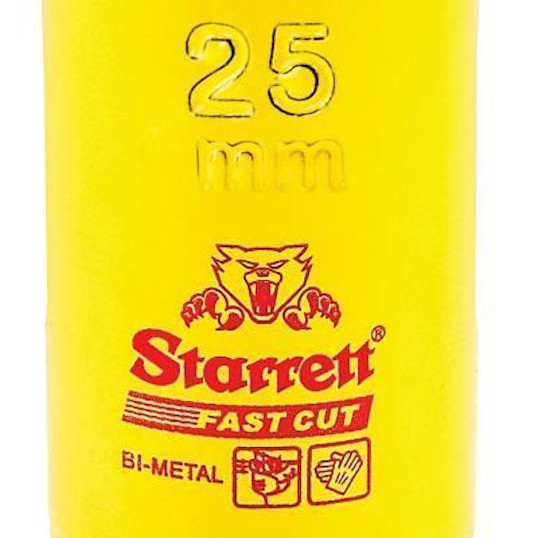 25
mm
Starrett®
FAST CUT
BI-METAL